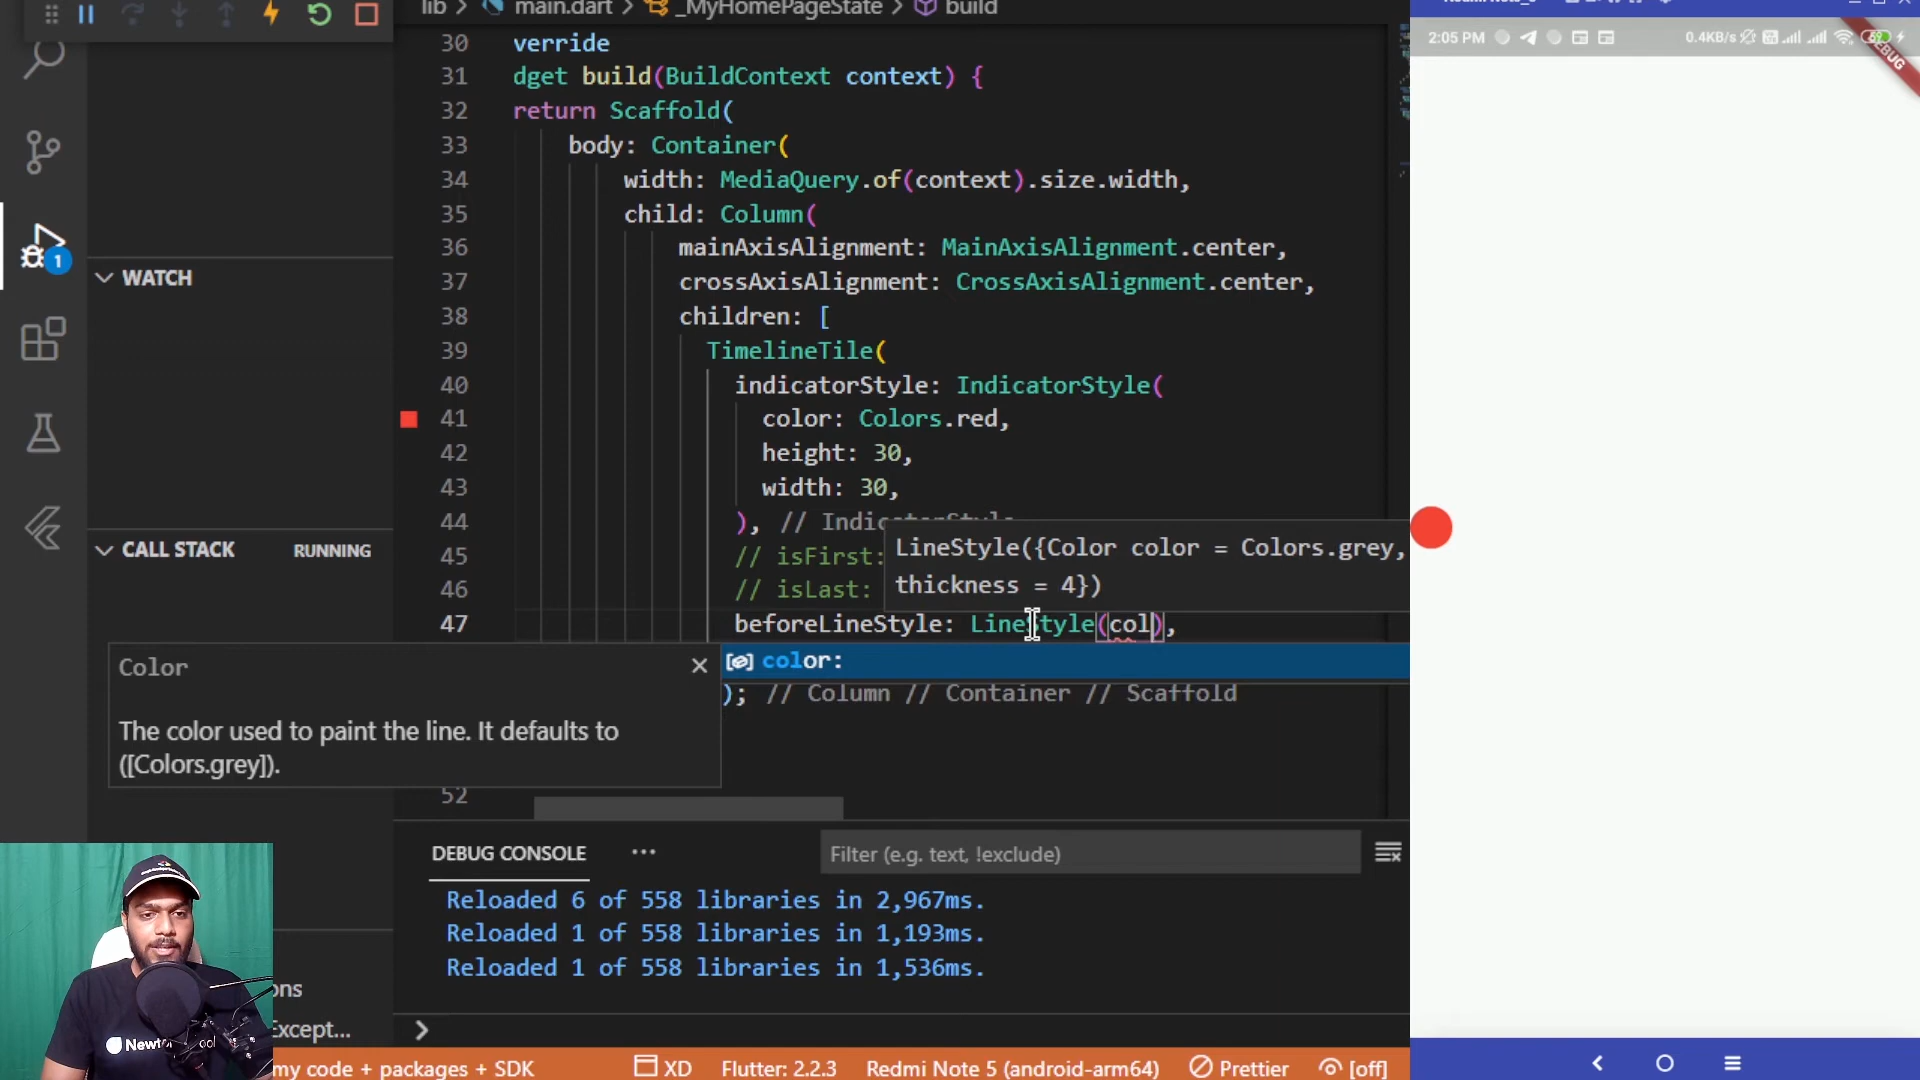 lib > main.dart > _MyHomePageState > build
30 verride
31 dget build(BuildContext context) {
32 return Scaffold(
33 body: Container(
34 width: MediaQuery.of(context).size.width,
35 child: Column(
36 mainAxisAlignment: MainAxisAlignment.center,
37 crossAxisAlignment: CrossAxisAlignment.center,
38 children: [
39 TimelineTile(
40 indicatorStyle: IndicatorStyle(
41 color: Colors.red,
42 height: 30,
43 width: 30,
44 ), // IndicatorStyle
45 // isFirst:
46 // isLast:
LineStyle({Color color = Colors.grey,
thickness = 4})
47 beforeLineStyle: LineStyle(col),
color:
); // Column // Container // Scaffold
52
1
WATCH
CALL STACK RUNNING
Color
The color used to paint the line. It defaults to
([Colors.grey]).
DEBUG CONSOLE ...
Filter (e.g. text, !exclude)
Reloaded 6 of 558 libraries in 2,967ms.
Reloaded 1 of 558 libraries in 1,193ms.
Reloaded 1 of 558 libraries in 1,536ms.
>
ons
Except...
my code + packages + SDK XD Flutter: 2.2.3 Redmi Note 5 (android-arm64) Prettier [off]
2:05 PM 0.4KB/s 69
DEBUG